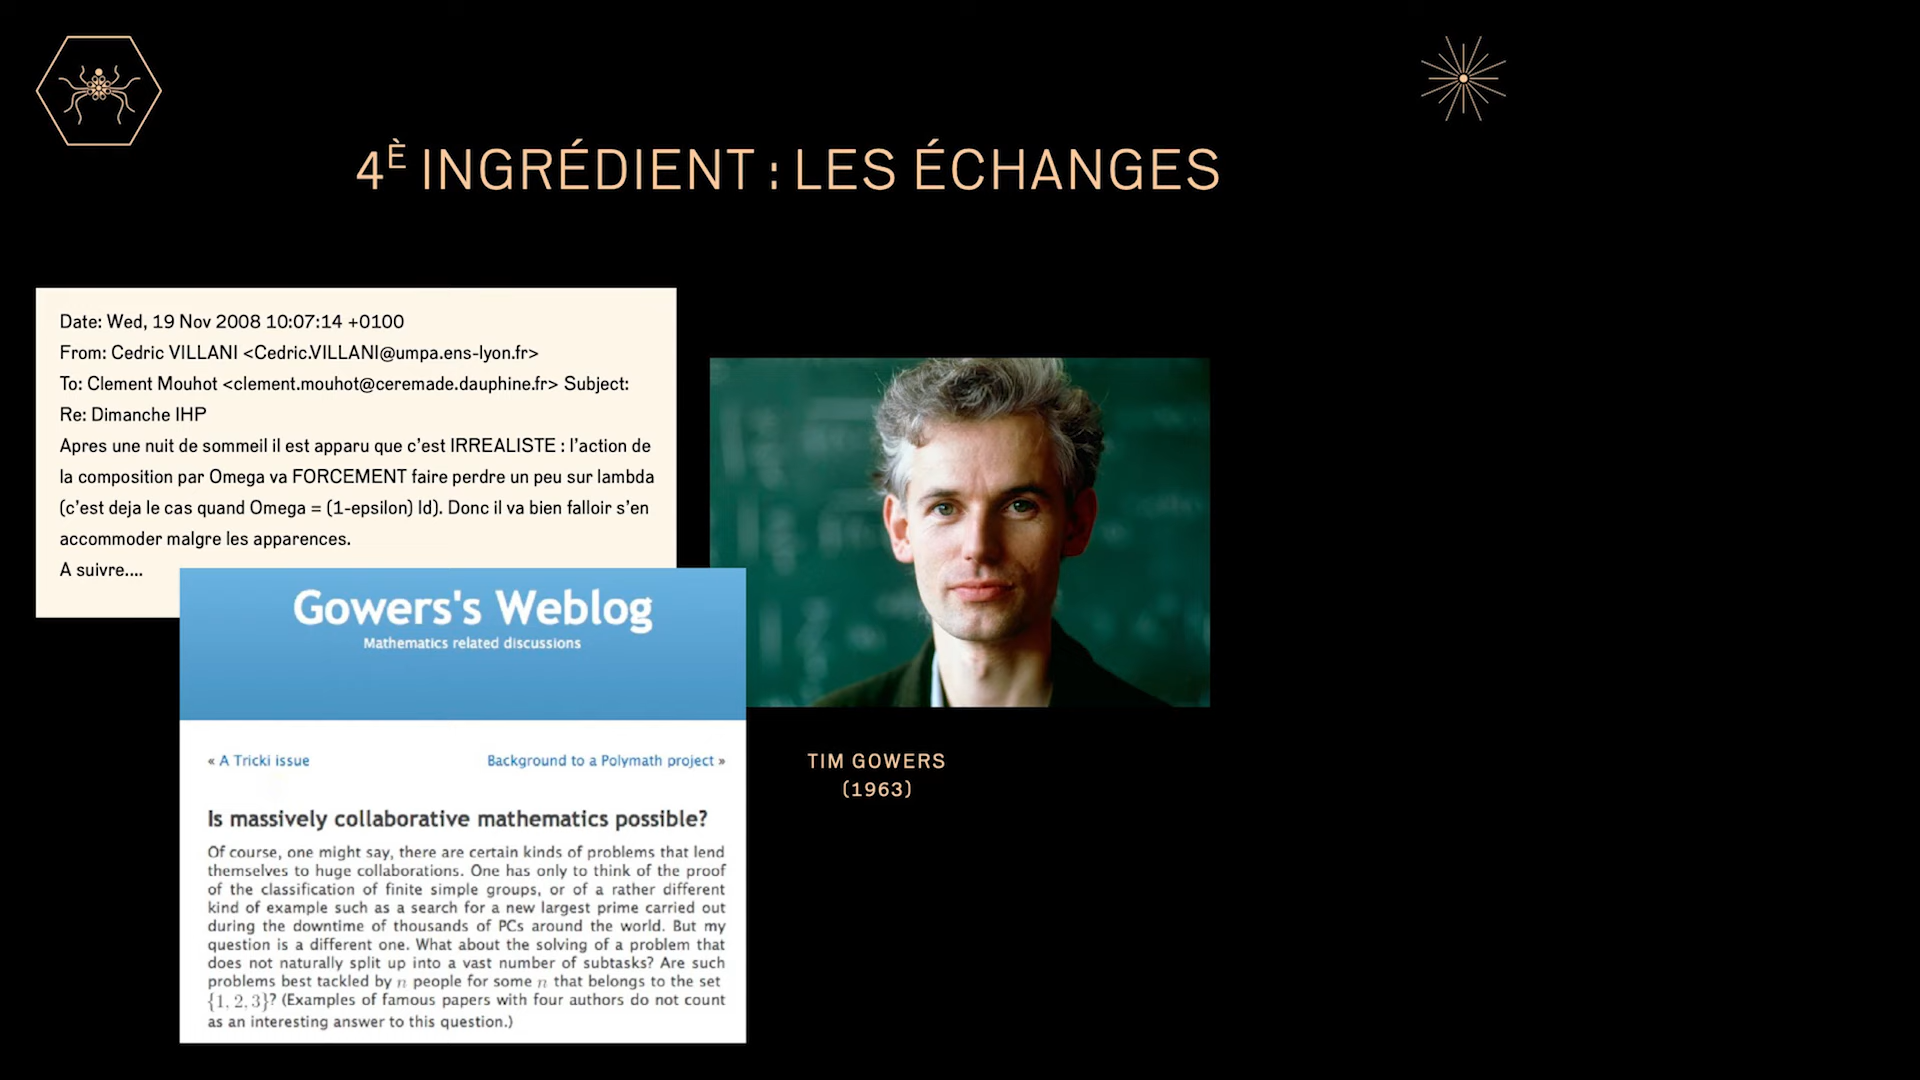 4È INGRÉDIENT : LES ÉCHANGES
Date: Wed, 19 Nov 2008 10:07:14 +0100
From: Cedric VILLANI <Cedric.VILLANI@umpa.ens-lyon.fr>
To: Clement Mouhot <clement.mouhot@ceremade.dauphine.fr> Subject:
Re: Dimanche IHP
Apres une nuit de sommeil il est apparu que c’est IRREALISTE : l’action de
la composition par Omega va FORCEMENT faire perdre un peu sur lambda
(c’est deja le cas quand Omega = (1-epsilon) Id). Donc il va bien falloir s’en
accommoder malgre les apparences.
A suivre....
Gowers's Weblog
Mathematics related discussions
« A Tricki issue
Background to a Polymath project »
Is massively collaborative mathematics possible?
Of course, one might say, there are certain kinds of problems that lend
themselves to huge collaborations. One has only to think of the proof
of the classification of finite simple groups, or of a rather different
kind of example such as a search for a new largest prime carried out
during the downtime of thousands of PCs around the world. But my
question is a different one. What about the solving of a problem that
does not naturally split up into a vast number of subtasks? Are such
problems best tackled by n people for some n that belongs to the set
{1, 2, 3}? (Examples of famous papers with four authors do not count
as an interesting answer to this question.)
TIM GOWERS
(1963)